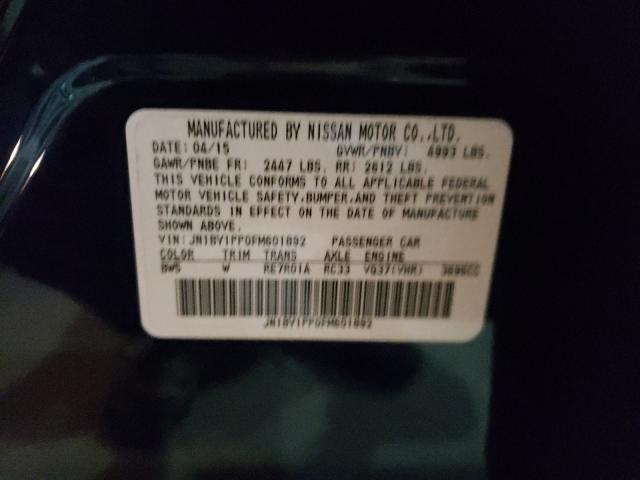 MANUFACTURED BY NISSAN MOTOR CO.,LTD.
DATE: 04/15 GVWR/PNBV: 4993 LBS.
GAWR/PNBE FR: 2447 LBS. RR: 2612 LBS.
THIS VEHICLE CONFORMS TO ALL APPLICABLE FEDERAL
MOTOR VEHICLE SAFETY, BUMPER, AND THEFT PREVENTION
STANDARDS IN EFFECT ON THE DATE OF MANUFACTURE
SHOWN ABOVE.
VIN: JN1BV1PP0FM601892 PASSENGER CAR
COLOR TRIM TRANS AXLE ENGINE
BW5 W RE7R01A RC33 VQ37(VHR) 3696CC
JN1BV1PP0FM601892